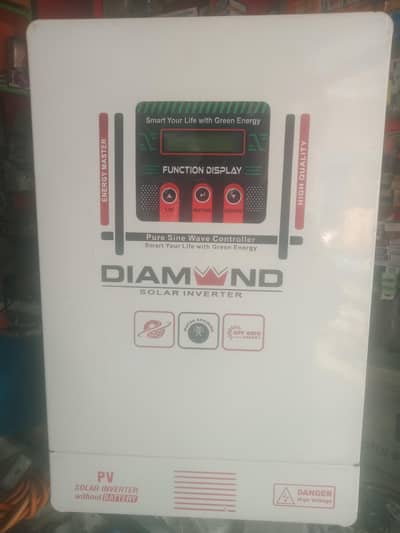 Smart Your Life with Green Energy
FUNCTION DISPLAY
ENERGY MASTER
HIGH QUALITY
Pure Sine Wave Controller
Smart Your Life with Green Energy
DIAMOND
SOLAR INVERTER
PV
SOLAR INVERTER
without BATTERY
DANGER
High Voltage